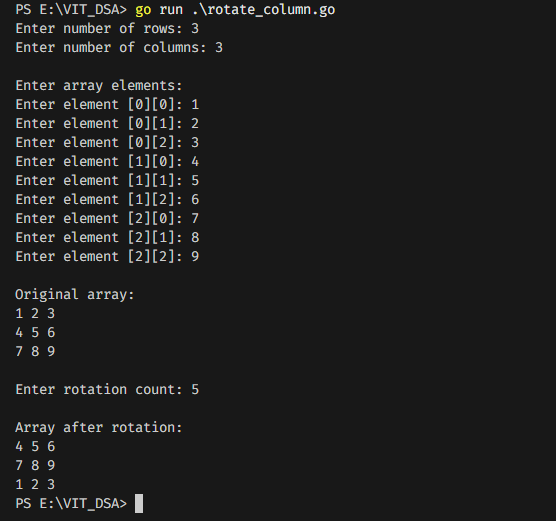 PS E:\VIT_DSA> go run .\rotate_column.go
Enter number of rows: 3
Enter number of columns: 3
Enter array elements:
Enter element [0][0]: 1
Enter element [0][1]: 2
Enter element [0][2]: 3
Enter element [1][0]: 4
Enter element [1][1]: 5
Enter element [1][2]: 6
Enter element [2][0]: 7
Enter element [2][1]: 8
Enter element [2][2]: 9
Original array:
1 2 3
4 5 6
7 8 9
Enter rotation count: 5
Array after rotation:
4 5 6
7 8 9
1 2 3
PS E:\VIT_DSA>